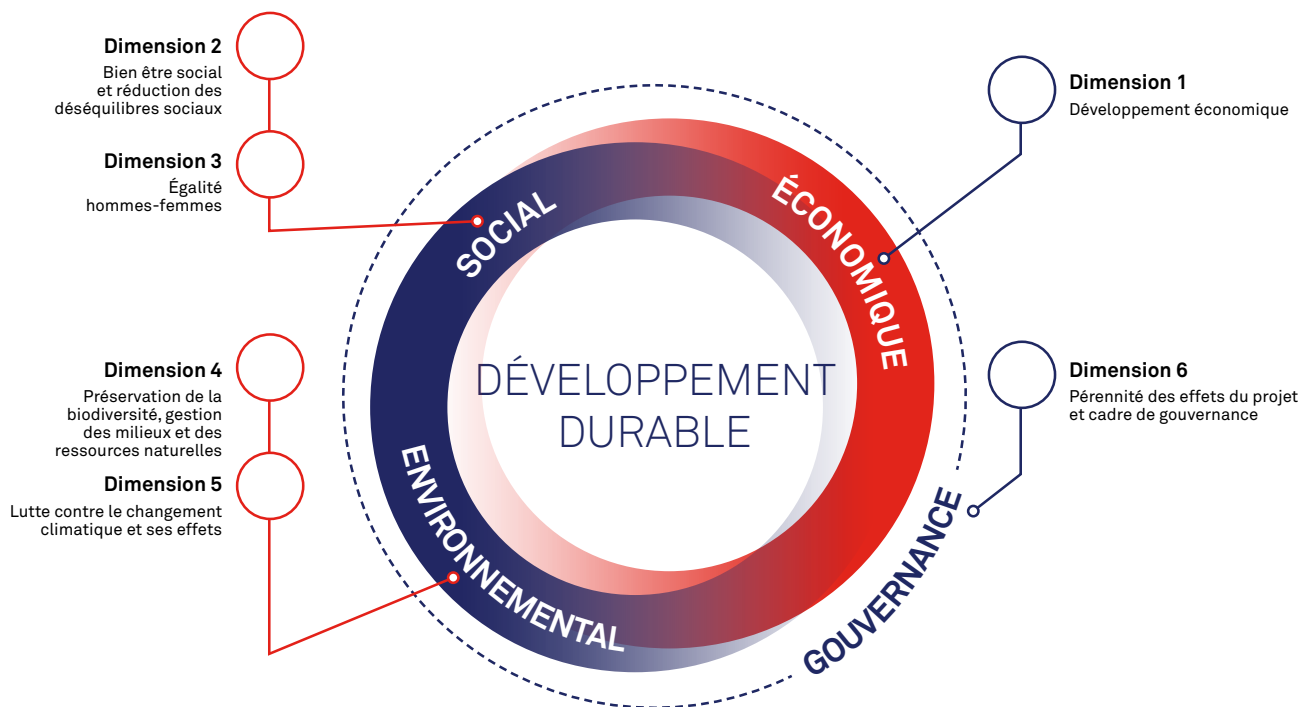 Dimension 2
Bien être social
et réduction des
déséquilibres sociaux
Dimension 3
Égalité
hommes-femmes
Dimension 4
Préservation de la
biodiversité, gestion
des milieux et des
ressources naturelles
Dimension 5
Lutte contre le changement
climatique et ses effets
SOCIAL
ÉCONOMIQUE
ENVIRONNEMENTAL
DÉVELOPPEMENT
DURABLE
GOUVERNANCE
Dimension 1
Développement économique
Dimension 6
Pérennité des effets du projet
et cadre de gouvernance